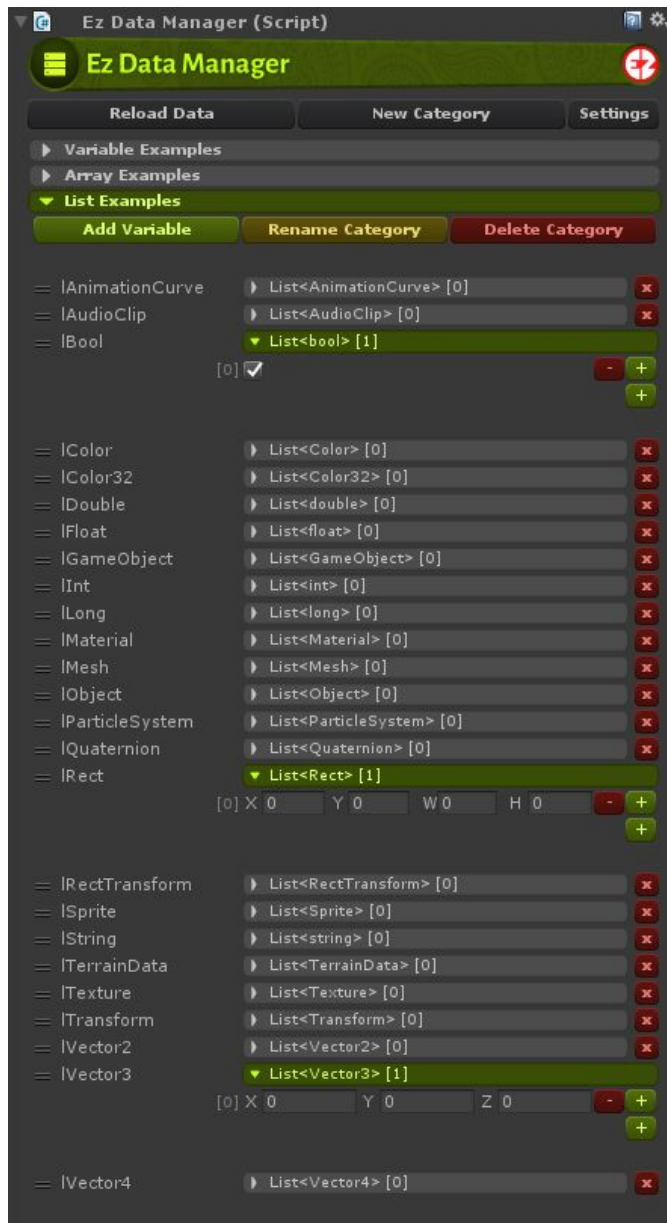 Ez Data Manager (Script)
Ez Data Manager
EZ
Reload Data New Category Settings
Variable Examples
Array Examples
List Examples
Add Variable Rename Category Delete Category
lAnimationCurve List<AnimationCurve> [0] x
lAudioClip List<AudioClip> [0] x
lBool List<bool> [1]
[0] - +
+
lColor List<Color> [0] x
lColor32 List<Color32> [0] x
lDouble List<double> [0] x
lFloat List<float> [0] x
lGameObject List<GameObject> [0] x
lInt List<int> [0] x
lLong List<long> [0] x
lMaterial List<Material> [0] x
lMesh List<Mesh> [0] x
lObject List<Object> [0] x
lParticleSystem List<ParticleSystem> [0] x
lQuaternion List<Quaternion> [0] x
lRect List<Rect> [1]
[0] X 0 Y 0 W 0 H 0 - +
+
lRectTransform List<RectTransform> [0] x
lSprite List<Sprite> [0] x
lString List<string> [0] x
lTerrainData List<TerrainData> [0] x
lTexture List<Texture> [0] x
lTransform List<Transform> [0] x
lVector2 List<Vector2> [0] x
lVector3 List<Vector3> [1]
[0] X 0 Y 0 Z 0 - +
+
lVector4 List<Vector4> [0] x